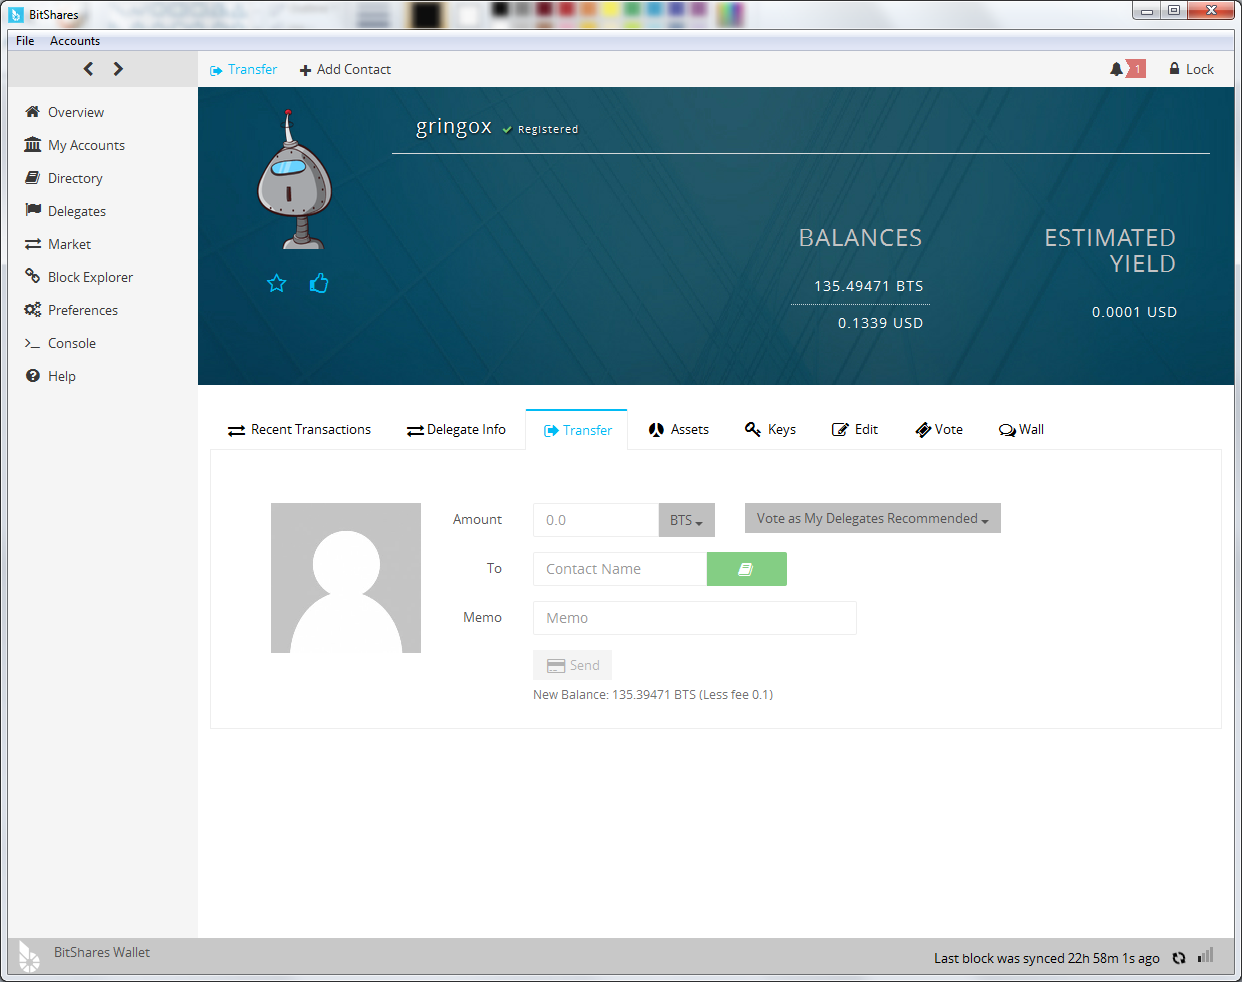 BitShares
File Accounts
Transfer Add Contact 1 Lock
Overview
My Accounts
Directory
Delegates
Market
Block Explorer
Preferences
Console
Help
gringox Registered
BALANCES
135.49471 BTS
0.1339 USD
ESTIMATED
YIELD
0.0001 USD
Recent Transactions Delegate Info Transfer Assets Keys Edit Vote Wall
Amount 0.0 BTS Vote as My Delegates Recommended
To Contact Name
Memo Memo
Send
New Balance: 135.39471 BTS (Less fee 0.1)
BitShares Wallet
Last block was synced 22h 58m 1s ago